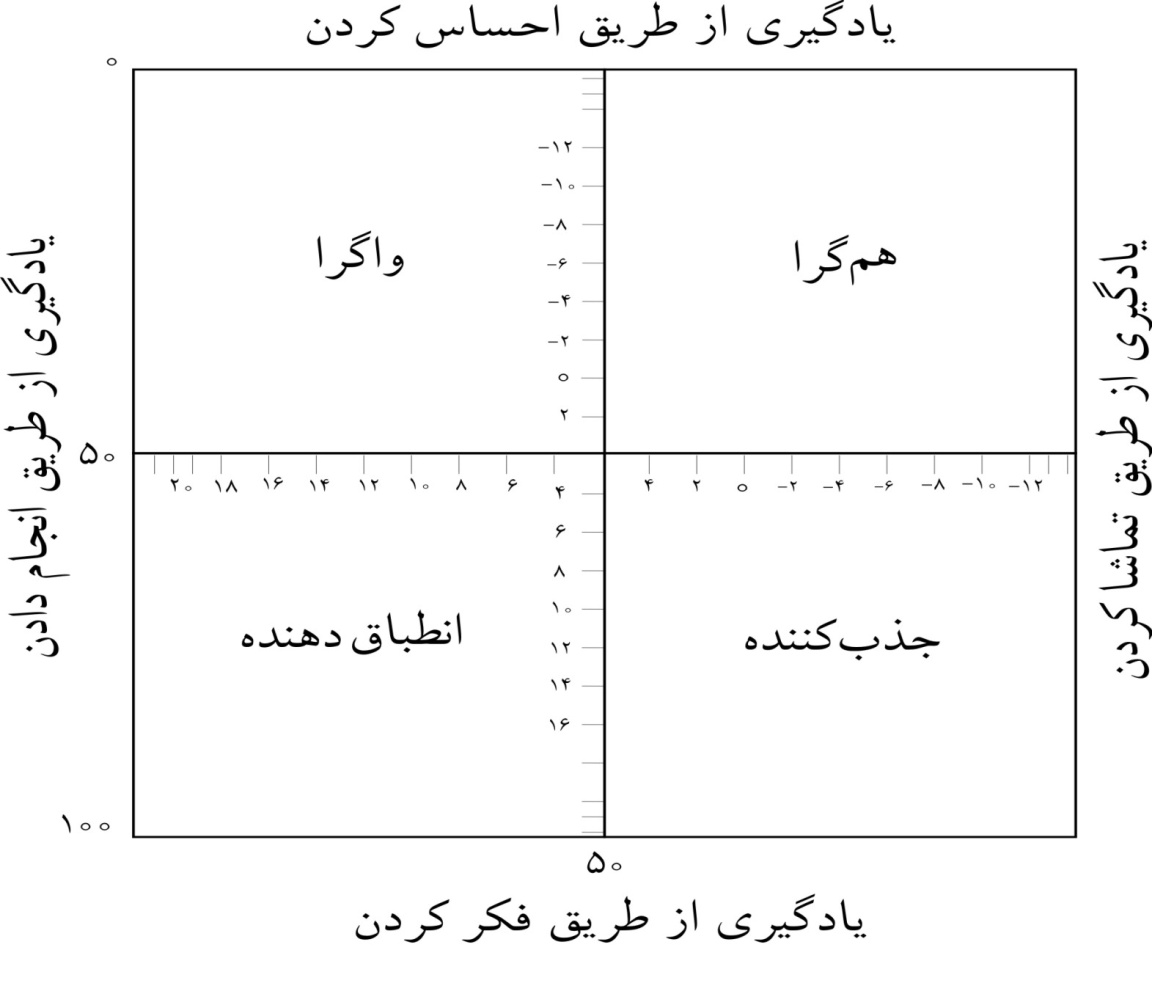 یادگیری از طریق احساس کردن
۰
−۱۲
−۱۰
−۸
−۶
−۴
−۲
۰
۲
واگرا
هم‌گرا
یادگیری از طریق انجام دادن
یادگیری از طریق تماشا کردن
۵۰
۲۰ ۱۸ ۱۶ ۱۴ ۱۲ ۱۰ ۸ ۶ ۴ ۴ ۲ ۰ −۲ −۴ −۶ −۸ −۱۰ −۱۲
۶
۸
۱۰
۱۲
۱۴
۱۶
انطباق دهنده
جذب‌کننده
۱۰۰
۵۰
یادگیری از طریق فکر کردن